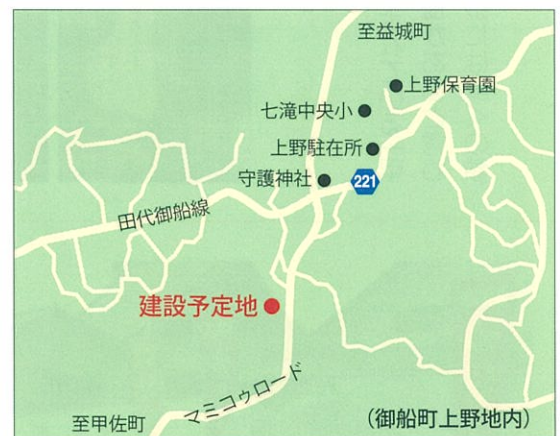 至益城町
上野保育園
七滝中央小
上野駐在所
守護神社
221
田代御船線
建設予定地
マミコゥロード
至甲佐町
(御船町上野地内)